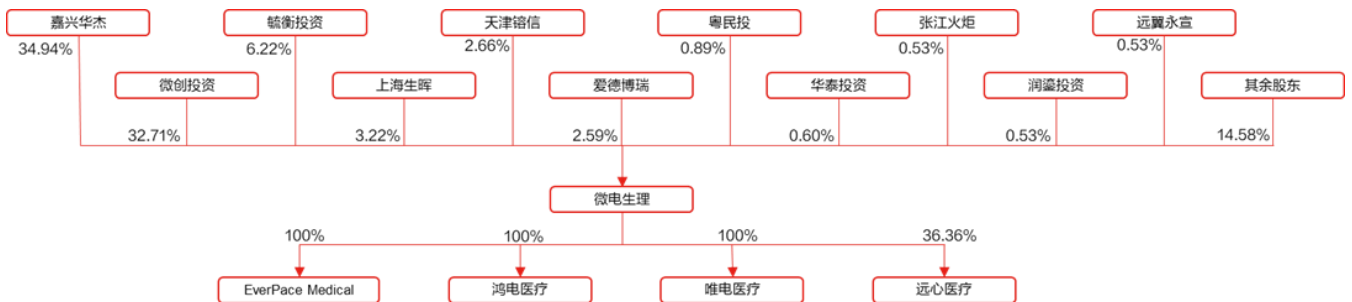 嘉兴华杰
毓衡投资
天津镕信
粤民投
张江火炬
远翼永宣
34.94%
6.22%
2.66%
0.89%
0.53%
0.53%
微创投资
上海生晖
爱德博瑞
华泰投资
润鎏投资
其余股东
32.71%
3.22%
2.59%
0.60%
0.53%
14.58%
微电生理
100%
100%
100%
36.36%
EverPace Medical
鸿电医疗
唯电医疗
远心医疗